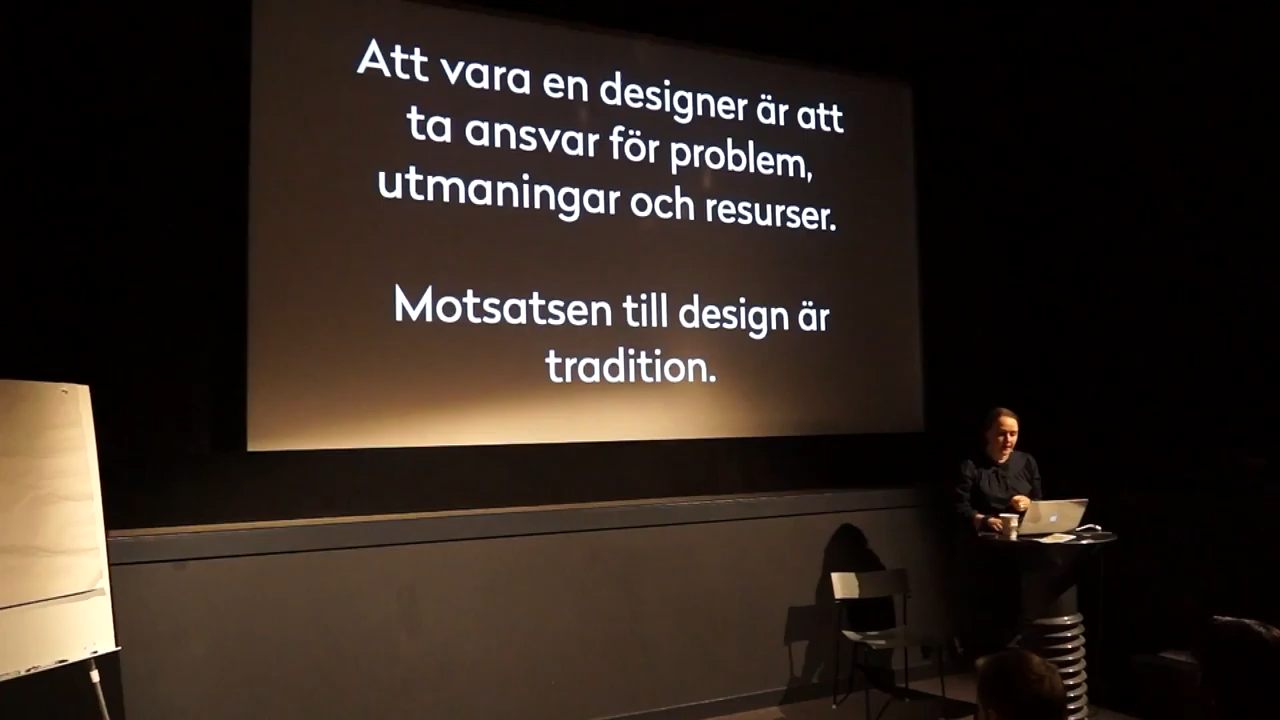 Att vara en designer är att
ta ansvar för problem,
utmaningar och resurser.
Motsatsen till design är
tradition.